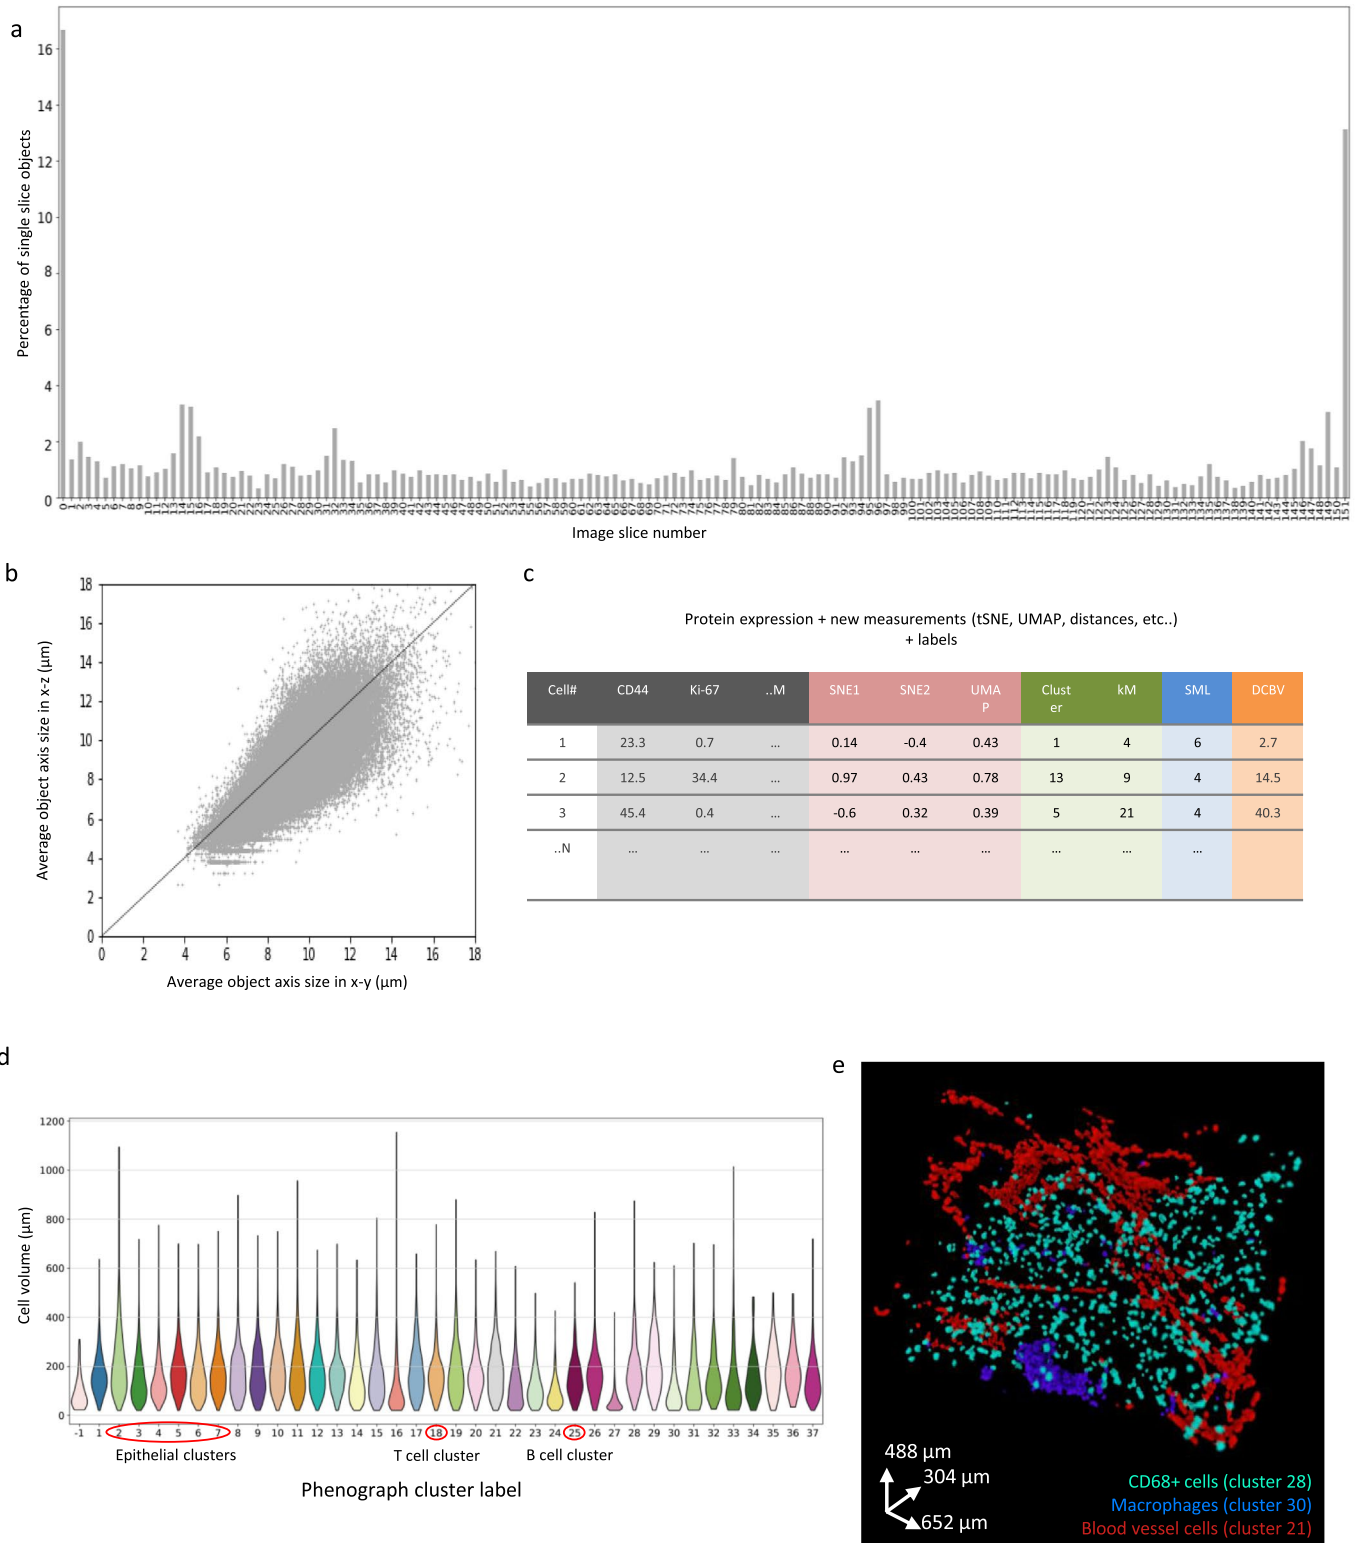 a
16
14
12
10
8
6
4
2
0
Percentage of single slice objects
Image slice number
b
18
16
14
12
10
8
6
4
2
0
0 2 4 6 8 10 12 14 16 18
Average object axis size in x-z (µm)
Average object axis size in x-y (µm)
c
Protein expression + new measurements (tSNE, UMAP, distances, etc..)
+ labels
Cell# CD44 Ki-67 ..M SNE1 SNE2 UMA Clust kM SML DCBV
P er
1 23.3 0.7 ... 0.14 -0.4 0.43 1 4 6 2.7
2 12.5 34.4 ... 0.97 0.43 0.78 13 9 4 14.5
3 45.4 0.4 ... -0.6 0.32 0.39 5 21 4 40.3
..N ... ... ... ... ... ... ... ... ...
d
1200
1000
800
600
400
200
0
Cell volume (µm)
-1 1 2 3 4 5 6 7 8 9 10 11 12 13 14 15 16 17 18 19 20 21 22 23 24 25 26 27 28 29 30 31 32 33 34 35 36 37
Epithelial clusters T cell cluster B cell cluster
Phenograph cluster label
e
488 µm
304 µm
652 µm
CD68+ cells (cluster 28)
Macrophages (cluster 30)
Blood vessel cells (cluster 21)